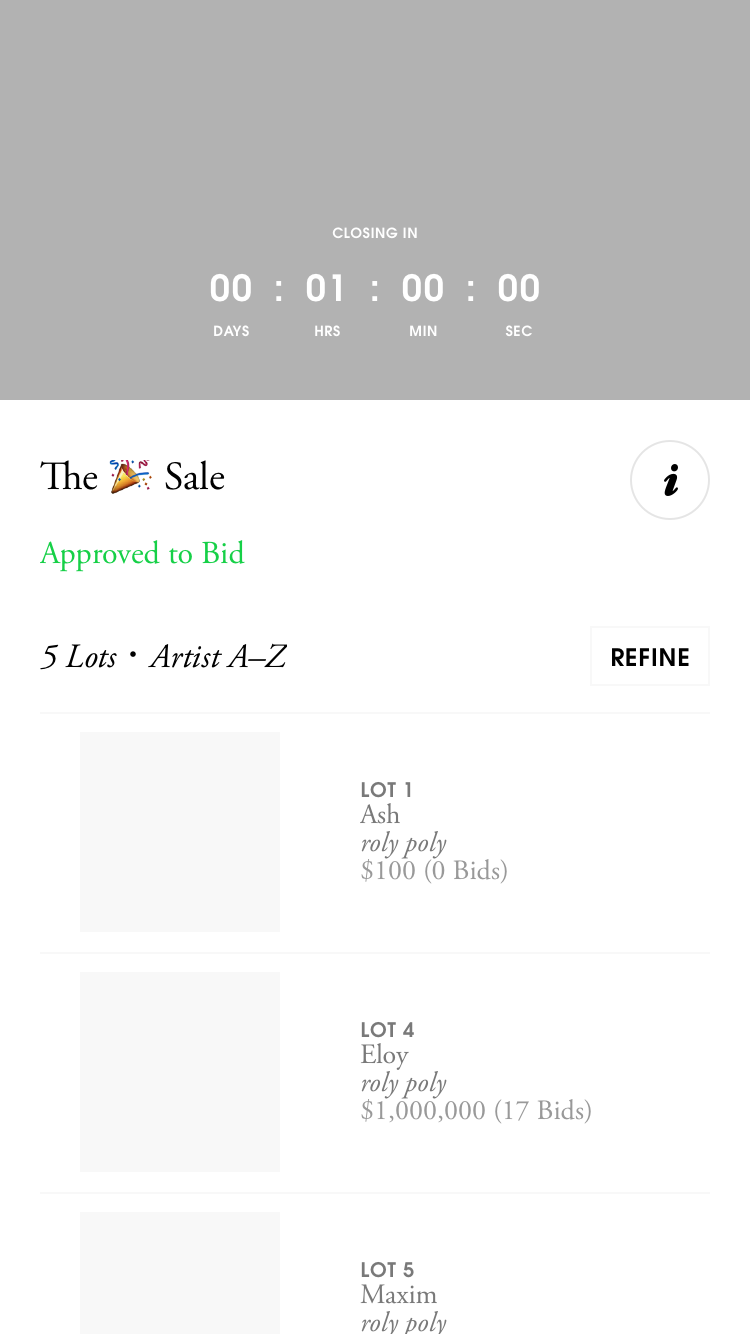 CLOSING IN
00 : 01 : 00 : 00
DAYS HRS MIN SEC
The 🎉 Sale
i
Approved to Bid
5 Lots • Artist A–Z
REFINE
LOT 1
Ash
roly poly
$100 (0 Bids)
LOT 4
Eloy
roly poly
$1,000,000 (17 Bids)
LOT 5
Maxim
roly poly